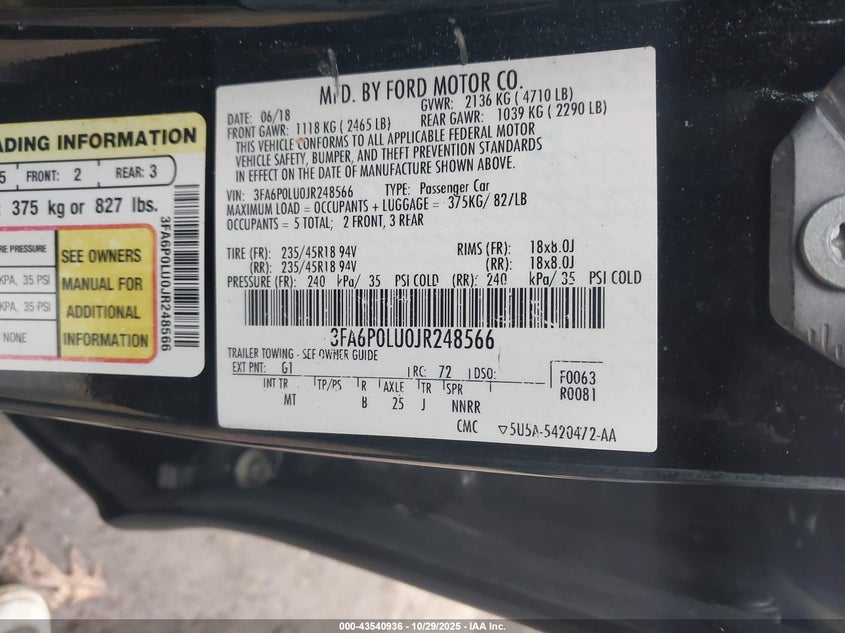 ADING INFORMATION
5 FRONT: 2 REAR: 3
375 kg or 827 lbs.
RE PRESSURE
KPA, 35 PSI
KPA, 35 PSI
NONE
SEE OWNERS
MANUAL FOR
ADDITIONAL
INFORMATION
3FA6P0LU0JR248566
MFD. BY FORD MOTOR CO.
DATE: 06/18 GVWR: 2136 KG ( 4710 LB)
FRONT GAWR: 1118 KG ( 2465 LB) REAR GAWR: 1039 KG ( 2290 LB)
THIS VEHICLE CONFORMS TO ALL APPLICABLE FEDERAL MOTOR
VEHICLE SAFETY, BUMPER, AND THEFT PREVENTION STANDARDS
IN EFFECT ON THE DATE OF MANUFACTURE SHOWN ABOVE.
VIN: 3FA6P0LU0JR248566 TYPE: Passenger Car
MAXIMUM LOAD = OCCUPANTS + LUGGAGE = 375KG/ 827LB
OCCUPANTS = 5 TOTAL; 2 FRONT, 3 REAR
TIRE (FR): 235/45R18 94V RIMS (FR): 18x8.0J
(RR): 235/45R18 94V (RR): 18x8.0J
PRESSURE (FR): 240 kPa/ 35 PSI COLD (RR): 240 kPa/ 35 PSI COLD
3FA6P0LU0JR248566
TRAILER TOWING - SEE OWNER GUIDE
EXT PNT: G1 RC: 72 DSO: F0063
R0081
INT TR TP/PS R AXLE TR SPR
MT B 25 J NNRR
CMC ▽5U5A-5420472-AA
000-43540936 - 10/29/2025 - IAA Inc.